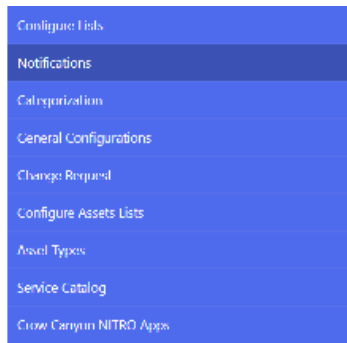 Configure Lists
Notifications
Categorization
General Configurations
Change Request
Configure Assets Lists
Asset Types
Service Catalog
Crow Canyon NITRO Apps